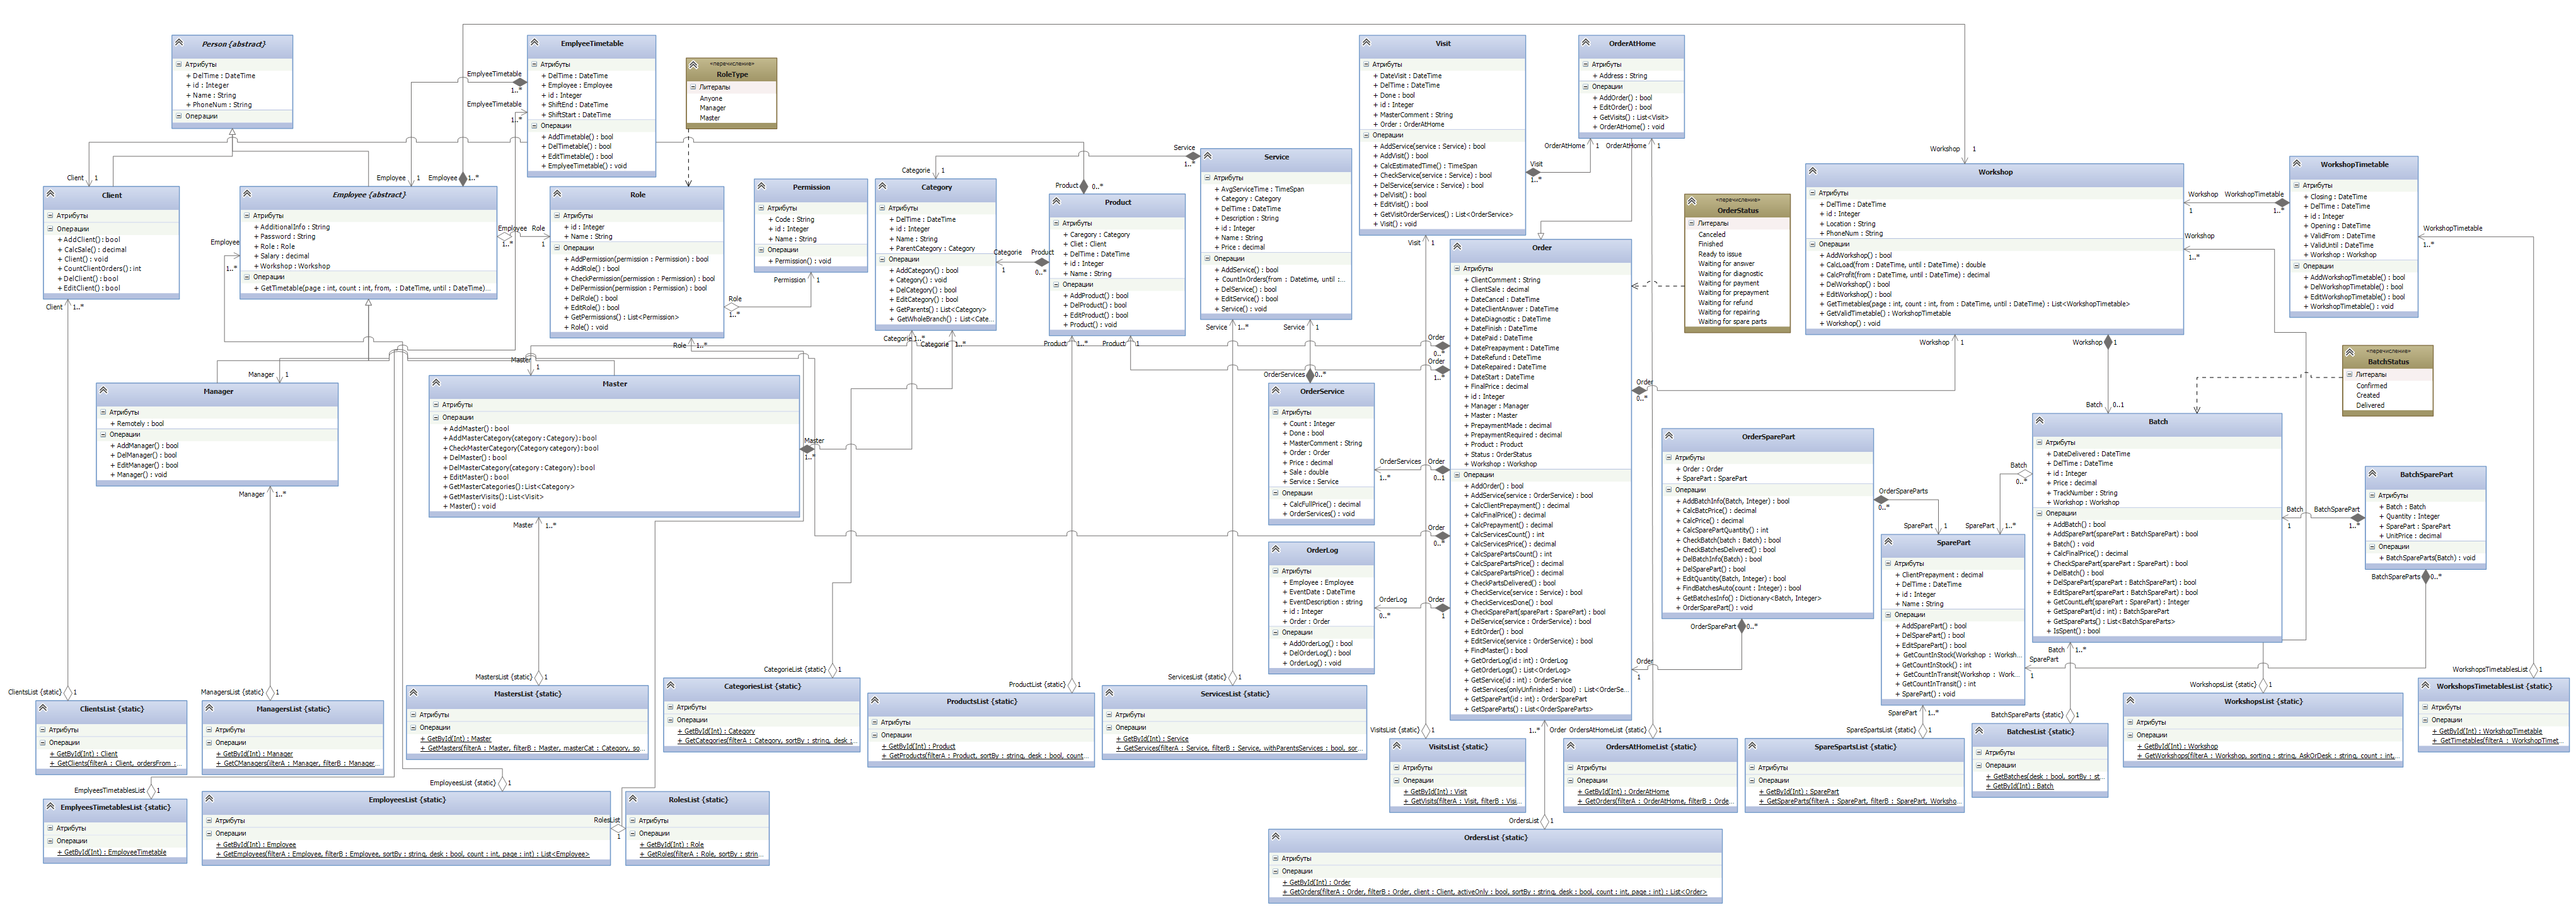 Person {abstract}
Атрибуты
+ DelTime : DateTime
+ id : Integer
+ Name : String
+ PhoneNum : String
Операции
EmplyeeTimetable
Атрибуты
+ DelTime : DateTime
+ Employee : Employee
+ id : Integer
+ ShiftEnd : DateTime
+ ShiftStart : DateTime
Операции
+ AddTimetable() : bool
+ DelTimetable() : bool
+ EditTimetable() : bool
+ EmplyeeTimetable() : void
EmplyeeTimetable
1..*
EmplyeeTimetable
1..*
«перечисление»
RoleType
Литералы
Anyone
Manager
Master
Visit
Атрибуты
+ DateVisit : DateTime
+ DelTime : DateTime
+ Done : bool
+ id : Integer
+ MasterComment : String
+ Order : OrderAtHome
Операции
+ AddService(service : Service) : bool
+ AddVisit() : bool
+ CalcEstimatedTime() : TimeSpan
+ CheckService(service : Service) : bool
+ DelService(service : Service) : bool
+ DelVisit() : bool
+ EditVisit() : bool
+ GetVisitOrderServices() : List<OrderService>
+ Visit() : void
OrderAtHome
Атрибуты
+ Address : String
Операции
+ AddOrder() : bool
+ EditOrder() : bool
+ GetVisits() : List<Visit>
+ OrderAtHome() : void
OrderAtHome 1
OrderAtHome 1
Visit
1..*
Visit 1
Client 1
Employee 1
Employee 1..*
Client
Атрибуты
Операции
+ AddClient() : bool
+ CalcSale() : decimal
+ Client() : void
+ CountClientOrders() : int
+ DelClient() : bool
+ EditClient() : bool
Client 1..*
Employee {abstract}
Атрибуты
+ AdditionalInfo : String
+ Password : String
+ Role : Role
+ Salary : decimal
+ Workshop : Workshop
Операции
+ GetTimetable(page : int, count : int, from, : DateTime, until : DateTime)...
Employee
1..*
Employee
1..*
Role
1
Role
Атрибуты
+ id : Integer
+ Name : String
Операции
+ AddPermission(permission : Permission) : bool
+ AddRole() : bool
+ CheckPermission(permission : Permission) : bool
+ DelPermission(permission : Permission) : bool
+ DelRole() : bool
+ EditRole() : bool
+ GetPermissions() : List<Permission>
+ Role() : void
Role
1..*
Role 1..*
Permission
Атрибуты
+ Code : String
+ id : Integer
+ Name : String
Операции
+ Permission() : void
Permission 1
Category
Атрибуты
+ DelTime : DateTime
+ id : Integer
+ Name : String
+ ParentCategory : Category
Операции
+ AddCategory() : bool
+ Category() : void
+ DelCategory() : bool
+ EditCategory() : bool
+ GetParents() : List<Category>
+ GetWholeBranch() : List<Cate...
Categorie 1
Categorie
1
Categorie 1..*
Categorie 1..*
Product
0..*
Product 0..*
Product
Атрибуты
+ Caregory : Category
+ Cliet : Client
+ DelTime : DateTime
+ id : Integer
+ Name : String
Операции
+ AddProduct() : bool
+ DelProduct() : bool
+ EditProduct() : bool
+ Product() : void
Product 1..*
Product 1
Service
1..*
Service
Атрибуты
+ AvgServiceTime : TimeSpan
+ Category : Category
+ DelTime : DateTime
+ Description : String
+ id : Integer
+ Name : String
+ Price : decimal
Операции
+ AddService() : bool
+ CountInOrders(from : Datetime, until :...
+ DelService() : bool
+ EditService() : bool
+ Service() : void
Service 1..*
Service 1
Order
Атрибуты
+ ClientComment : String
+ ClientSale : decimal
+ DateCancel : DateTime
+ DateClientAnswer : DateTime
+ DateDiagnostic : DateTime
+ DateFinish : DateTime
+ DatePaid : DateTime
+ DatePreapayment : DateTime
+ DateRefund : DeteTime
+ DateRepaired : DateTime
+ DateStart : DateTime
+ FinalPrice : decimal
+ id : Integer
+ Manager : Manager
+ Master : Master
+ PrepaymentMade : decimal
+ PrepaymentRequired : decimal
+ Product : Product
+ Status : OrderStatus
+ Workshop : Workshop
Операции
+ AddOrder() : bool
+ AddService(service : OrderService) : bool
+ CalcClientPrepayment() : decimal
+ CalcFinalPrice() : decimal
+ CalcPrepayment() : decimal
+ CalcServicesCount() : int
+ CalcServicesPrice() : decimal
+ CalcSparePartsCount() : int
+ CalcSparePartsPrice() : decimal
+ CalcSparePartsPrice() : decimal
+ CheckPartsDelivered() : bool
+ CheckService(service : Service) : bool
+ CheckServicesDone() : bool
+ CheckSparePart(sparePart : SparePart) : bool
+ DelService(service : OrderService) : bool
+ EditOrder() : bool
+ EditService(service : OrderService) : bool
+ FindMaster() : bool
+ GetOrderLog(id : int) : OrderLog
+ GetOrderLogs() : List<OrderLog>
+ GetService(id : int) : OrderService
+ GetServices(onlyUnfinished : bool) : List<OrderSe...
+ GetSparePart(id : int) : OrderSparePart
+ GetSpareParts() : List<OrderSpareParts>
Order
0..*
Order
1..*
Order
0..1
Order
0..*
Order
1
Order
0..*
Order
1
1..* Order
«перечисление»
OrderStatus
Литералы
Canceled
Finished
Ready to issue
Waiting for answer
Waiting for diagnostic
Waiting for payment
Waiting for prepayment
Waiting for refund
Waiting for repairing
Waiting for spare parts
Workshop 1
Workshop
Атрибуты
+ DelTime : DateTime
+ id : Integer
+ Location : String
+ PhoneNum : String
Операции
+ AddWorkshop() : bool
+ CalcLoad(from : DateTime, until : DateTime) : double
+ CalcProfit(from : DateTime, until : DateTime) : decimal
+ DelWorkshop() : bool
+ EditWorkshop() : bool
+ GetTimetables(page : int, count : int, from : DateTime, until : DateTime) : List<WorkshopTimetable>
+ GetValidTimetable() : WorkshopTimetable
+ Workshop() : void
Workshop
1
Workshop
1..*
Workshop 1
Workshop 1
WorkshopTimetable
1..*
WorkshopTimetable
Атрибуты
+ Closing : DateTime
+ DelTime : DateTime
+ id : Integer
+ Opening : DateTime
+ ValidFrom : DateTime
+ ValidUntil : DateTime
+ Workshop : Workshop
Операции
+ AddWorkshopTimetable() : bool
+ DelWorkshopTimetable() : bool
+ EditWorkshopTimetable() : bool
+ WorkshopTimetable() : void
WorkshopTimetable
1..*
«перечисление»
BatchStatus
Литералы
Confirmed
Created
Delivered
Manager 1
Manager
Атрибуты
+ Remotely : bool
Операции
+ AddManager() : bool
+ DelManager() : bool
+ EditManager() : bool
+ Manager() : void
Manager 1..*
Master
1
Master
Атрибуты
Операции
+ AddMaster() : bool
+ AddMasterCategory(category : Category) : bool
+ CheckMasterCategory(Category category) : bool
+ DelMaster() : bool
+ DelMasterCategory(category : Category) : bool
+ EditMaster() : bool
+ GetMasterCategories() : List<Category>
+ GetMasterVisits() : List<Visit>
+ Master() : void
Master
1..*
Master 1..*
OrderServices 0..*
OrderService
Атрибуты
+ Count : Integer
+ Done : bool
+ MasterComment : String
+ Order : Order
+ Price : decimal
+ Sale : double
+ Service : Service
Операции
+ CalcFullPrice() : decimal
+ OrderServices() : void
OrderServices
1..*
OrderLog
Атрибуты
+ Employee : Employee
+ EventDate : DateTime
+ EventDescription : string
+ id : Integer
+ Order : Order
Операции
+ AddOrderLog() : bool
+ DelOrderLog() : bool
+ OrderLog() : void
OrderLog
0..*
OrderSparePart
Атрибуты
+ Order : Order
+ SparePart : SparePart
Операции
+ AddBatchInfo(Batch, Integer) : bool
+ CalcBatcPrice() : decimal
+ CalcPrice() : decimal
+ CalcSparePartQuantity() : int
+ CheckBatch(batch : Batch) : bool
+ CheckBatchesDelivered() : bool
+ DelBatchInfo(Batch) : bool
+ DelSparePart() : bool
+ EditQuantity(Batch, Integer) : bool
+ FindBatchesAuto(count : Integer) : bool
+ GetBatchesInfo() : Dictionary<Batch, Integer>
+ OrderSparePart() : void
OrderSpareParts
0..*
OrderSparePart 0..*
SparePart 1
SparePart 1..*
SparePart
Атрибуты
+ ClientPrepayment : decimal
+ DelTime : DateTime
+ id : Integer
+ Name : String
Операции
+ AddSparePart() : bool
+ DelSparePart() : bool
+ EditSparePart() : bool
+ GetCountInStock(Workshop : Worksh...
+ GetCountInStock() : int
+ GetCountInTransit(Workshop : Work...
+ GetCountInTransit() : int
+ SparePart() : void
SparePart
1
SparePart 1..*
Batch 0..1
Batch
0..*
Batch
Атрибуты
+ DateDelivered : DateTime
+ DelTime : DateTime
+ id : Integer
+ Price : decimal
+ TrackNumber : String
+ Workshop : Workshop
Операции
+ AddBatch() : bool
+ AddSparePart(sparePart : BatchSparePart) : bool
+ Batch() : void
+ CalcFinalPrice() : decimal
+ CheckSparePart(sparePart : SparePart) : bool
+ DelBatch() : bool
+ DelSparePart(sparePart : BatchSparePart) : bool
+ EditSparePart(sparePart : BatchSparePart) : bool
+ GetCountLeft(sparePart : SparePart) : Integer
+ GetSparePart(id : int) : BatchSparePart
+ GetSpareParts() : List<BatchSpareParts>
+ IsSpent() : bool
Batch
1
Batch 1..*
BatchSparePart
1..*
BatchSparePart
Атрибуты
+ Batch : Batch
+ Quantity : Integer
+ SparePart : SparePart
+ UnitPrice : decimal
Операции
+ BatchSpareParts(Batch) : void
BatchSpareParts 0..*
ClientsList {static} 1
ClientsList {static}
Атрибуты
Операции
+ GetById(Int) : Client
+ GetClients(filterA : Client, ordersFrom :...
ManagersList {static} 1
ManagersList {static}
Атрибуты
Операции
+ GetById(Int) : Manager
+ GetCManagers(filterA : Manager, filterB : Manager...
MastersList {static} 1
MastersList {static}
Атрибуты
Операции
+ GetById(Int) : Master
+ GetMasters(filterA : Master, filterB : Master, masterCat : Category, so...
CategorieList {static} 1
CategoriesList {static}
Атрибуты
Операции
+ GetById(Int) : Category
+ GetCategories(filterA : Category, sortBy : string, desk :...
ProductList {static} 1
ProductsList {static}
Атрибуты
Операции
+ GetById(Int) : Product
+ GetProducts(filterA : Product, sortBy : string, desk : bool, count...
ServicesList {static} 1
ServicesList {static}
Атрибуты
Операции
+ GetById(Int) : Service
+ GetServices(filterA : Service, filterB : Service, withParentsServices : bool, sor...
VisitsList {static} 1
VisitsList {static}
Атрибуты
Операции
+ GetById(Int) : Visit
+ GetVisits(filterA : Visit, filterB : Visi...
OrdersAtHomeList {static} 1
OrdersAtHomeList {static}
Атрибуты
Операции
+ GetById(Int) : OrderAtHome
+ GetOrders(filterA : OrderAtHome, filterB : Orde...
SpareSpartsList {static} 1
SpareSpartsList {static}
Атрибуты
Операции
+ GetById(Int) : SparePart
+ GetSpareParts(filterA : SparePart, filterB : SparePart, Worksho...
BatchSpareParts {static} 1
BatchesList {static}
Атрибуты
Операции
+ GetBatches(desk : bool, sortBy : st...
+ GetById(Int) : Batch
WorkshopsList {static} 1
WorkshopsList {static}
Атрибуты
Операции
+ GetById(Int) : Workshop
+ GetWorkshops(filterA : Workshop, sorting : string, AskOrDesk : string, count : int,...
WorkshopsTimetablesList {static} 1
WorkshopsTimetablesList {static}
Атрибуты
Операции
+ GetById(Int) : WorkshopTimetable
+ GetTimetables(filterA : WorkshopTimet...
EmplyeesTimetablesList 1
EmplyeesTimetablesList {static}
Атрибуты
Операции
+ GetById(Int) : EmployeeTimetable
EmployeesList {static} 1
EmployeesList {static}
Атрибуты
Операции
+ GetById(Int) : Employee
+ GetEmployees(filterA : Employee, filterB : Employee, sortBy : string, desk : bool, count : int, page : int) : List<Employee>
RolesList
1
RolesList {static}
Атрибуты
Операции
+ GetById(Int) : Role
+ GetRoles(filterA : Role, sortBy : strin...
OrdersList 1
OrdersList {static}
Атрибуты
Операции
+ GetById(Int) : Order
+ GetOrders(filterA : Order, filterB : Order, client : Client, activeOnly : bool, sortBy : string, desk : bool, count : int, page : int) : List<Order>